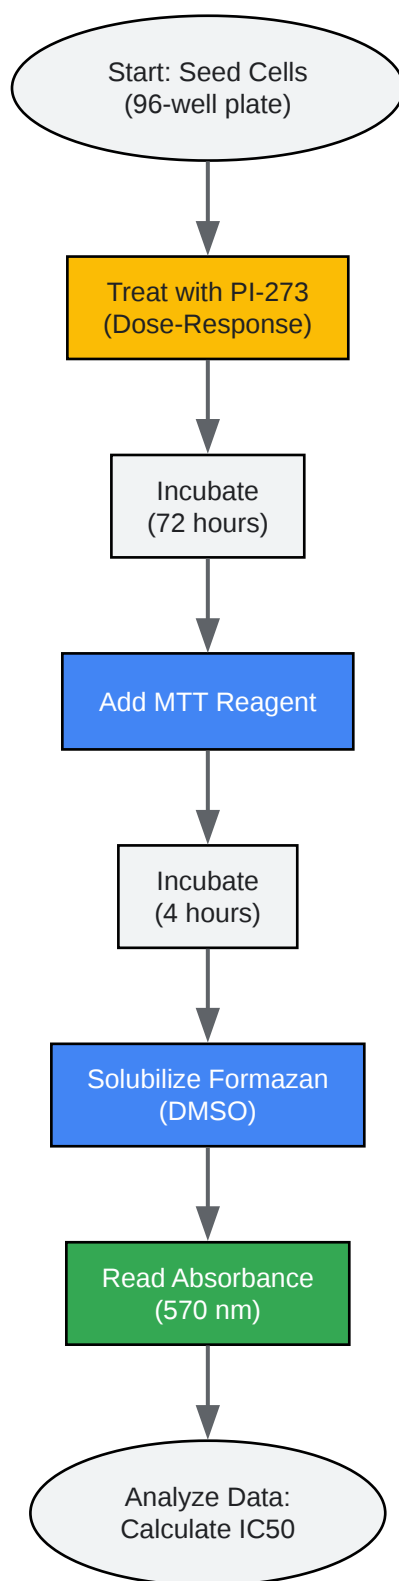 Start: Seed Cells
(96-well plate)
Treat with PI-273
(Dose-Response)
Incubate
(72 hours)
Add MTT Reagent
Incubate
(4 hours)
Solubilize Formazan
(DMSO)
Read Absorbance
(570 nm)
Analyze Data:
Calculate IC50